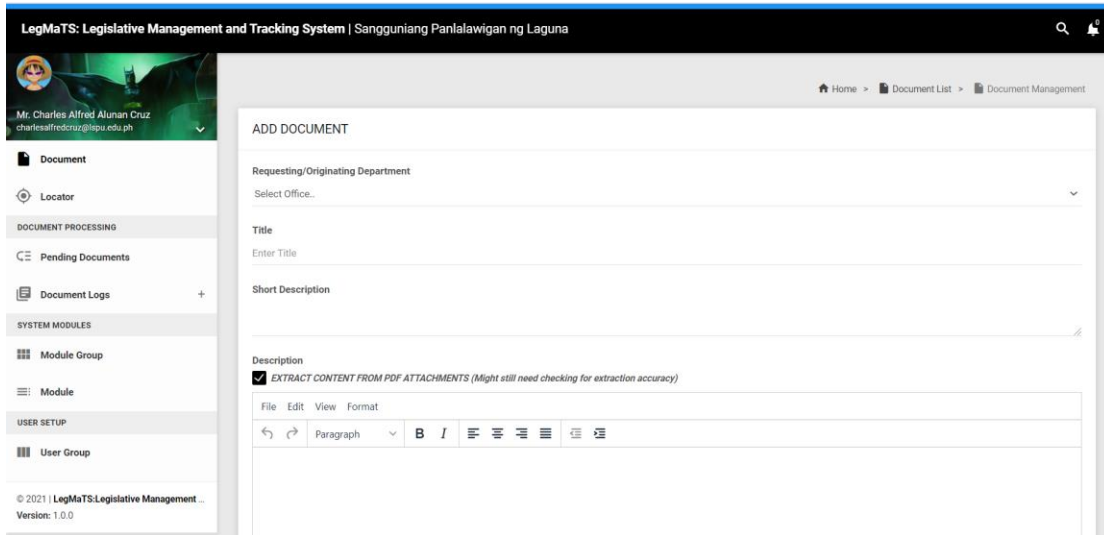 LegMaTS: Legislative Management and Tracking System | Sangguniang Panlalawigan ng Laguna
0
Mr. Charles Alfred Alunan Cruz
charlesalfredcruz@lspu.edu.ph
Document
Locator
DOCUMENT PROCESSING
Pending Documents
Document Logs +
SYSTEM MODULES
Module Group
Module
USER SETUP
User Group
© 2021 | LegMaTS:Legislative Management ...
Version: 1.0.0
Home > Document List > Document Management
ADD DOCUMENT
Requesting/Originating Department
Select Office..
Title
Enter Title
Short Description
Description
EXTRACT CONTENT FROM PDF ATTACHMENTS (Might still need checking for extraction accuracy)
File Edit View Format
Paragraph B I